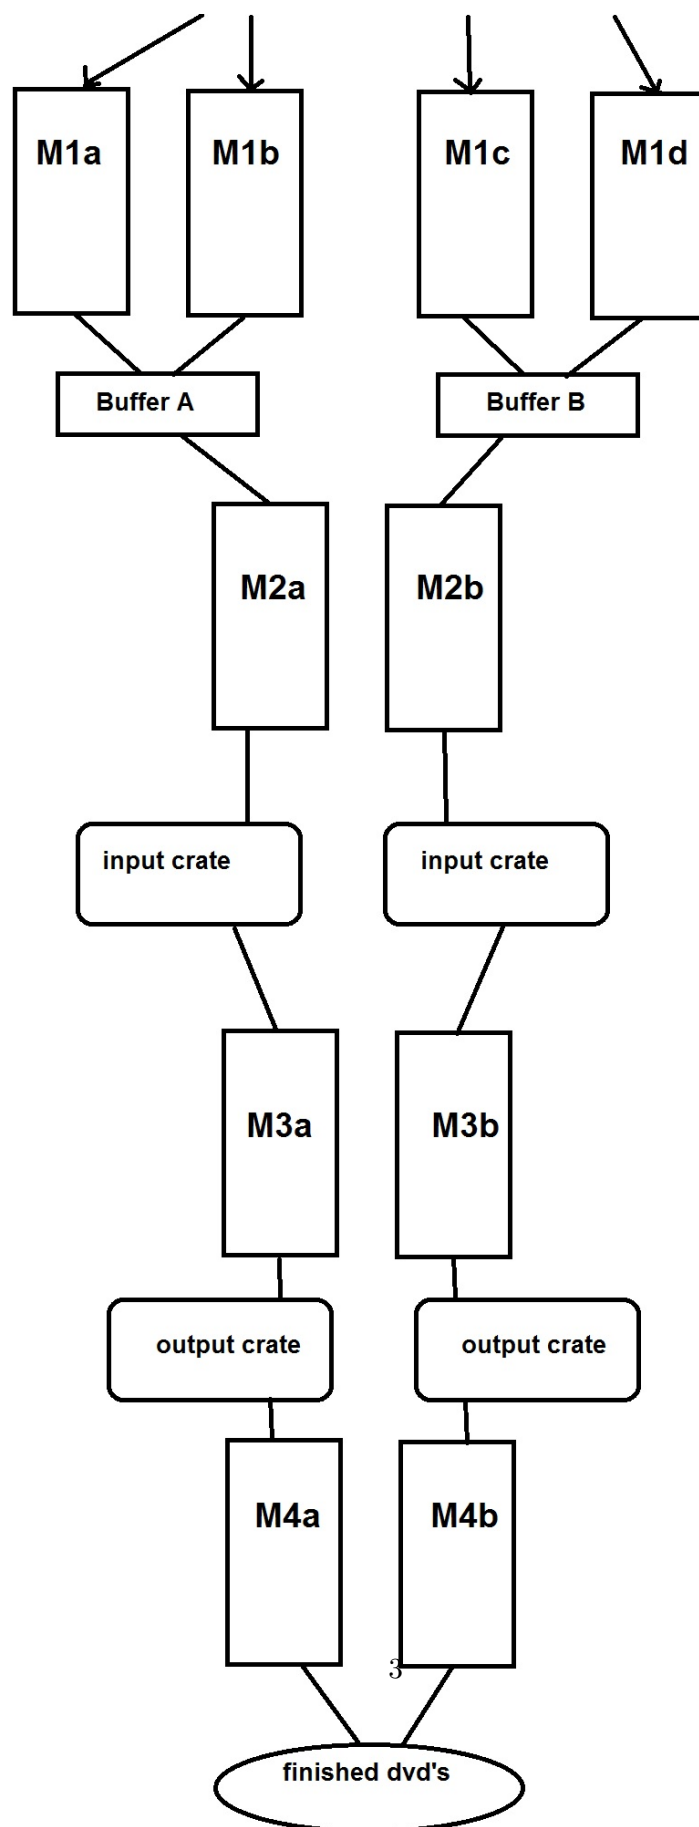 M1a M1b M1c M1d
Buffer A Buffer B
M2a M2b
input crate input crate
M3a M3b
output crate output crate
M4a M4b
3
finished dvd's